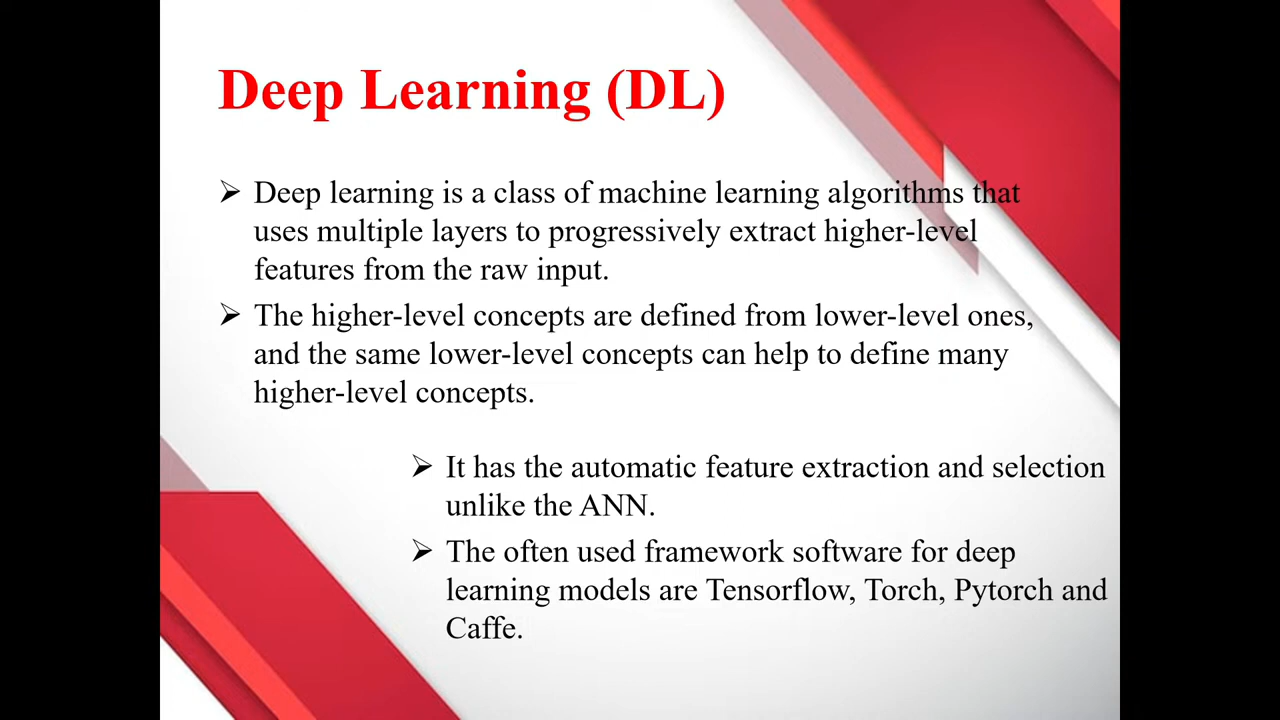 Deep Learning (DL)
➢ Deep learning is a class of machine learning algorithms that
uses multiple layers to progressively extract higher-level
features from the raw input.
➢ The higher-level concepts are defined from lower-level ones,
and the same lower-level concepts can help to define many
higher-level concepts.
➢ It has the automatic feature extraction and selection
unlike the ANN.
➢ The often used framework software for deep
learning models are Tensorflow, Torch, Pytorch and
Caffe.